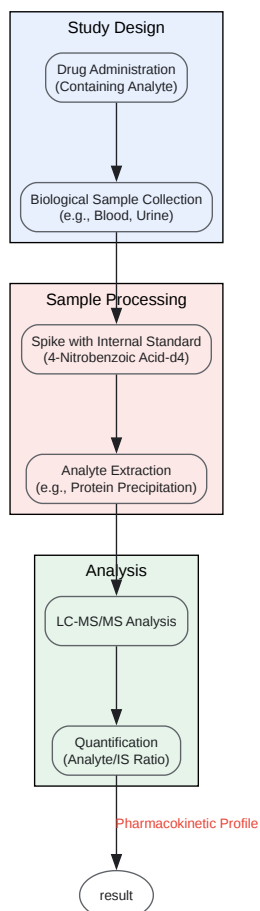 Study Design
Drug Administration
(Containing Analyte)
Biological Sample Collection
(e.g., Blood, Urine)
Sample Processing
Spike with Internal Standard
(4-Nitrobenzoic Acid-d4)
Analyte Extraction
(e.g., Protein Precipitation)
Analysis
LC-MS/MS Analysis
Quantification
(Analyte/IS Ratio)
Pharmacokinetic Profile
result